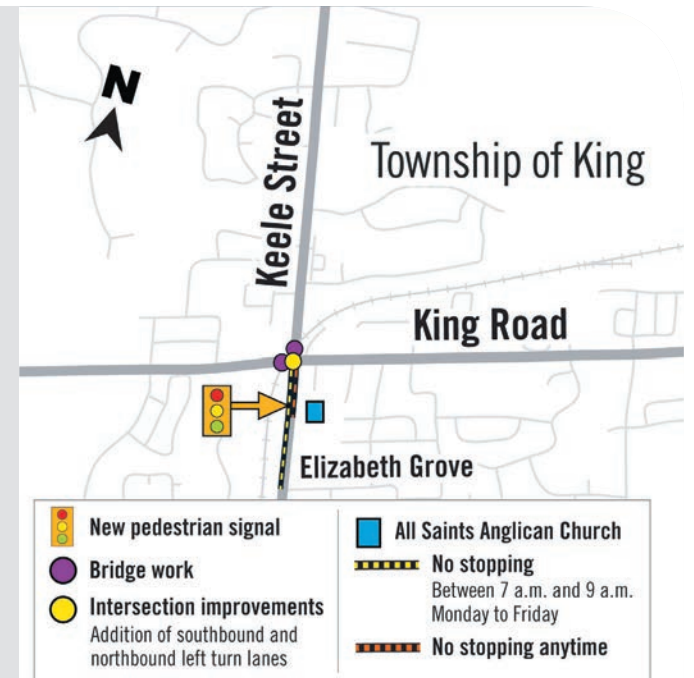 N
Keele Street
Township of King
King Road
Elizabeth Grove
New pedestrian signal
Bridge work
Intersection improvements
Addition of southbound and
northbound left turn lanes
All Saints Anglican Church
No stopping
Between 7 a.m. and 9 a.m.
Monday to Friday
No stopping anytime